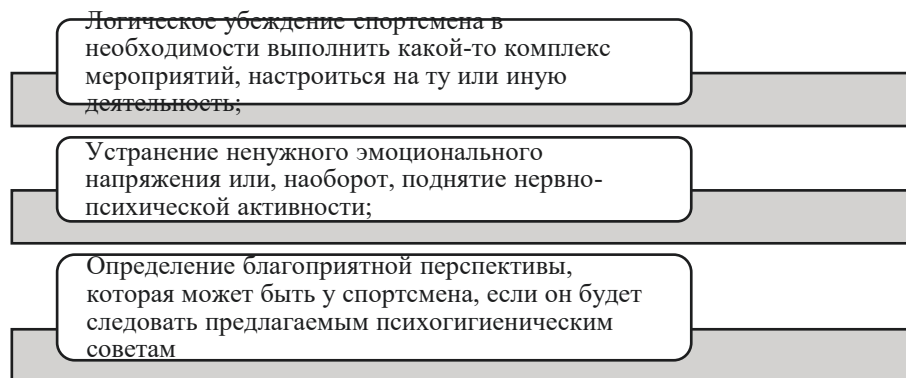 Логическое убеждение спортсмена в
необходимости выполнить какой-то комплекс
мероприятий, настроиться на ту или иную
деятельность;
Устранение ненужного эмоционального
напряжения или, наоборот, поднятие нервно-
психической активности;
Определение благоприятной перспективы,
которая может быть у спортсмена, если он будет
следовать предлагаемым психогигиеническим
советам